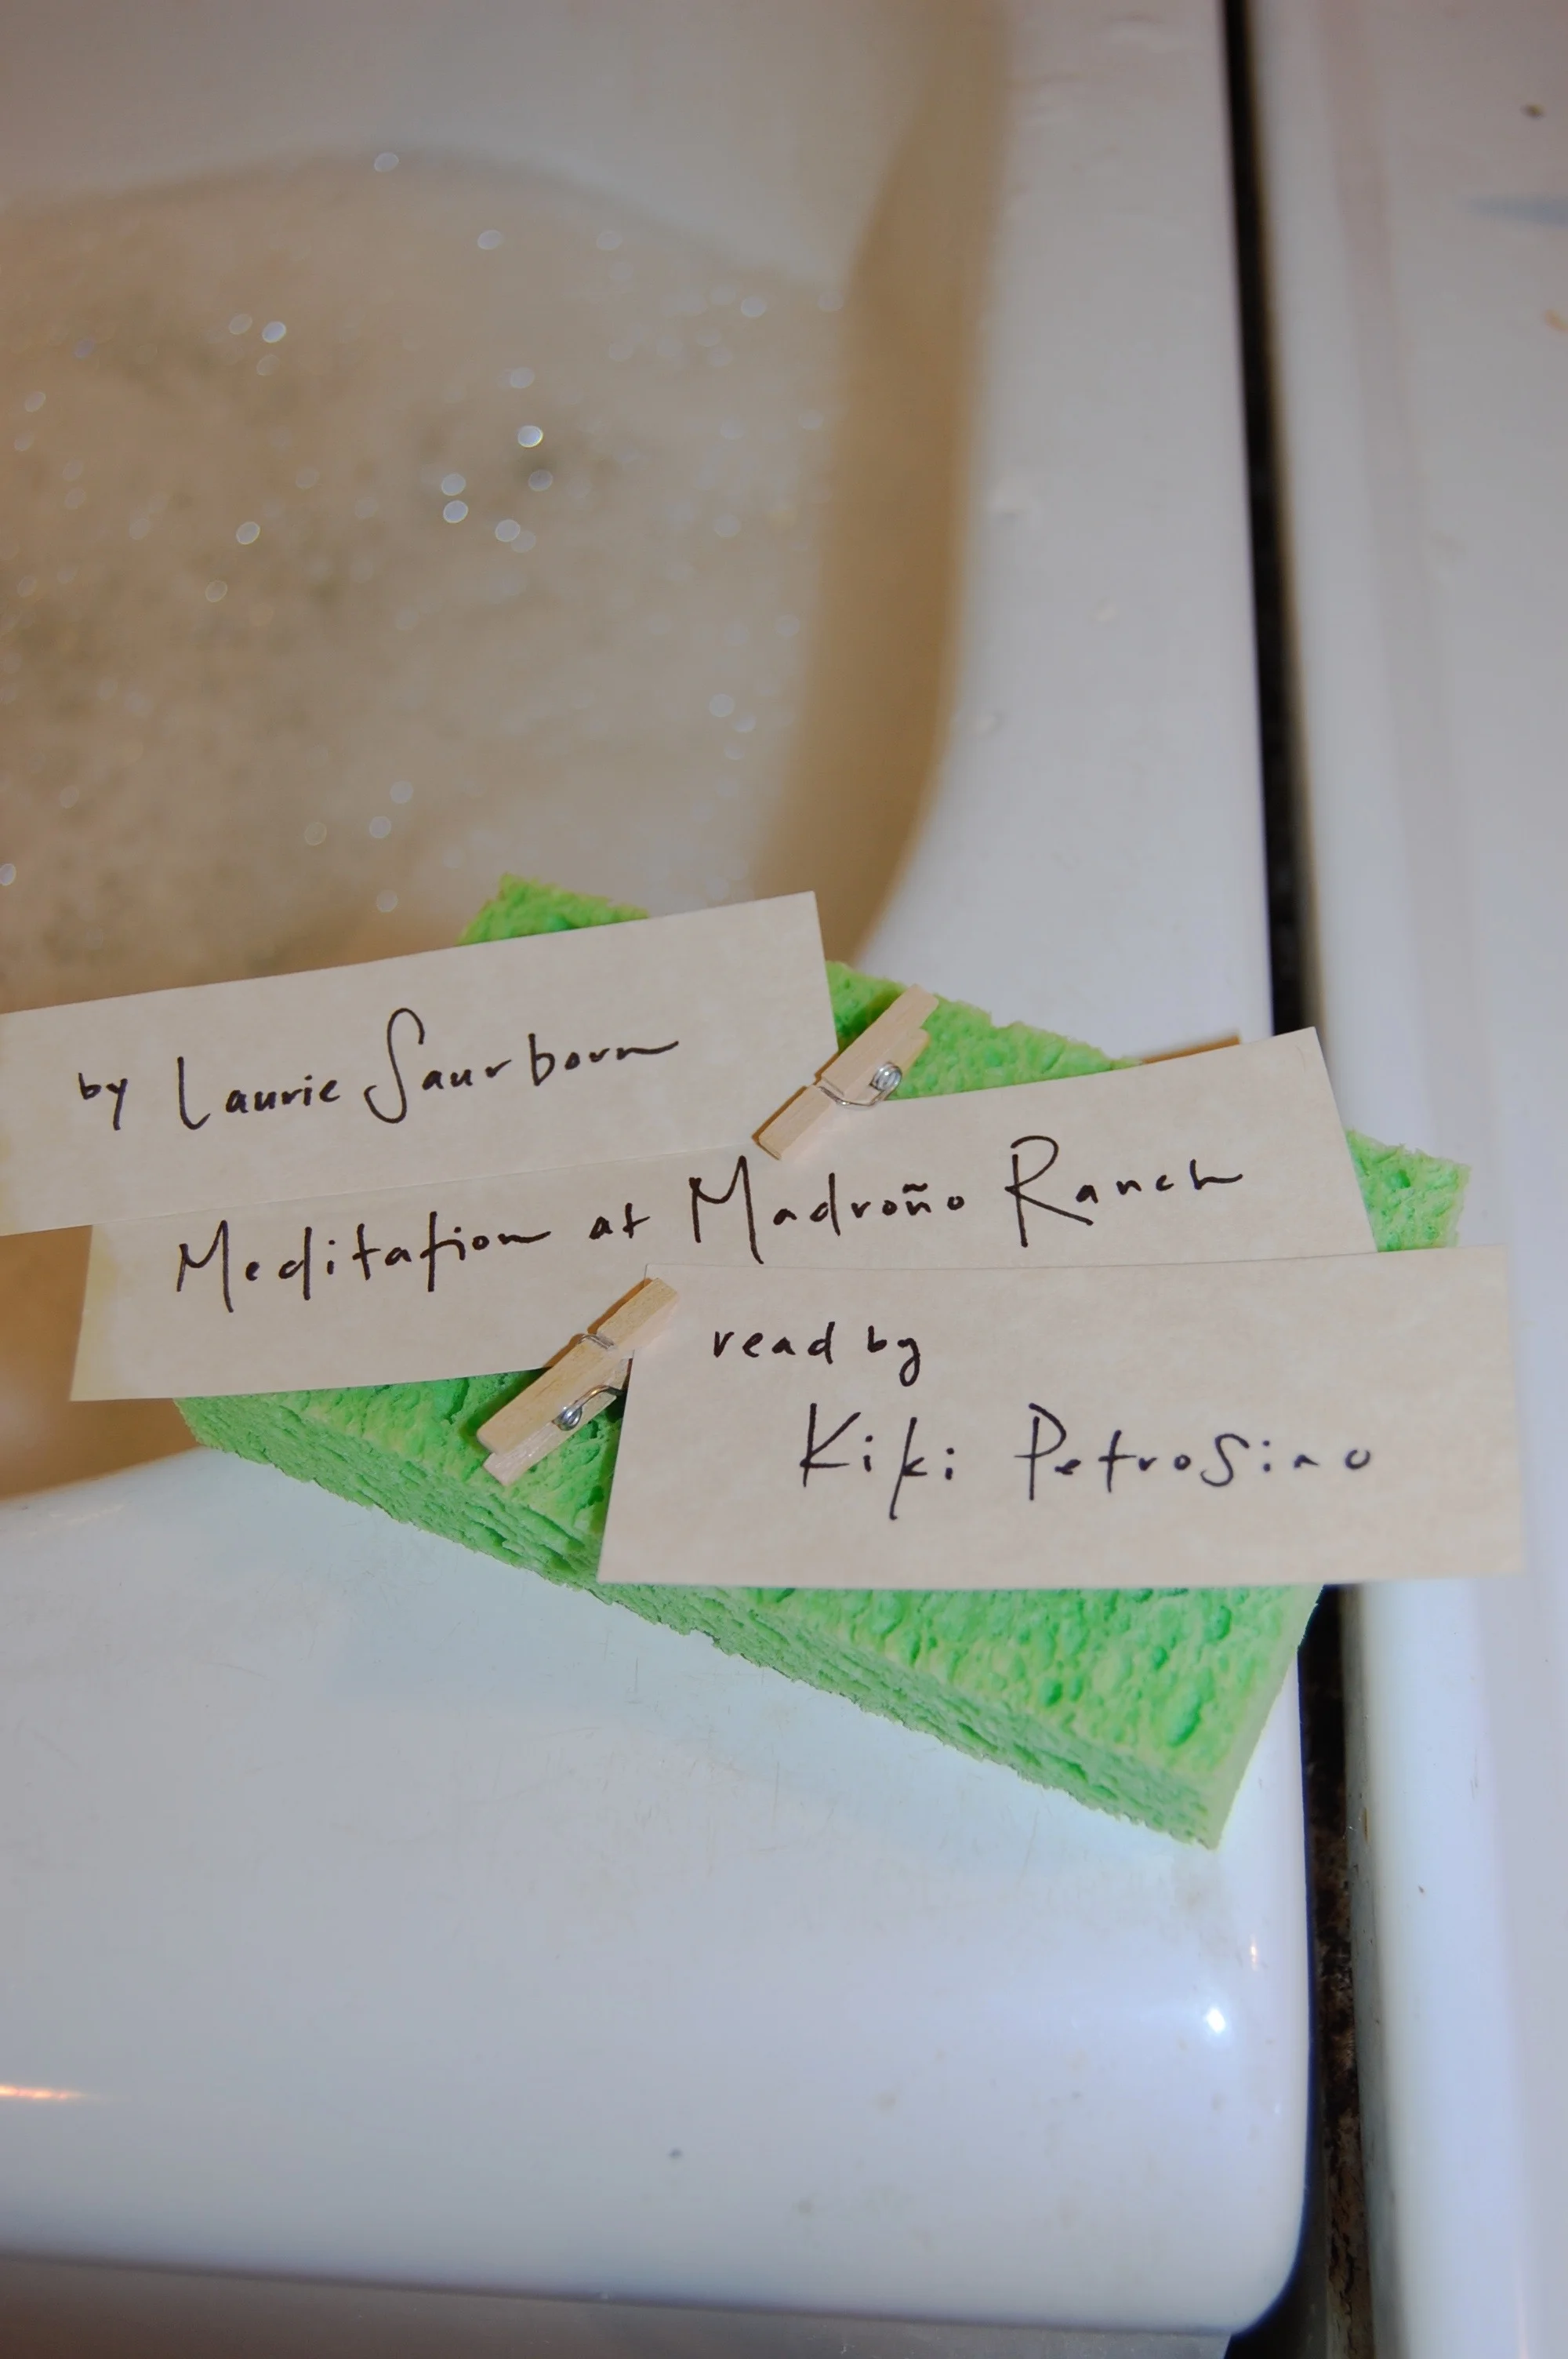 by Laurie Saurborn
Meditation at Madroño Ranch
read by
Kiki Petrosino